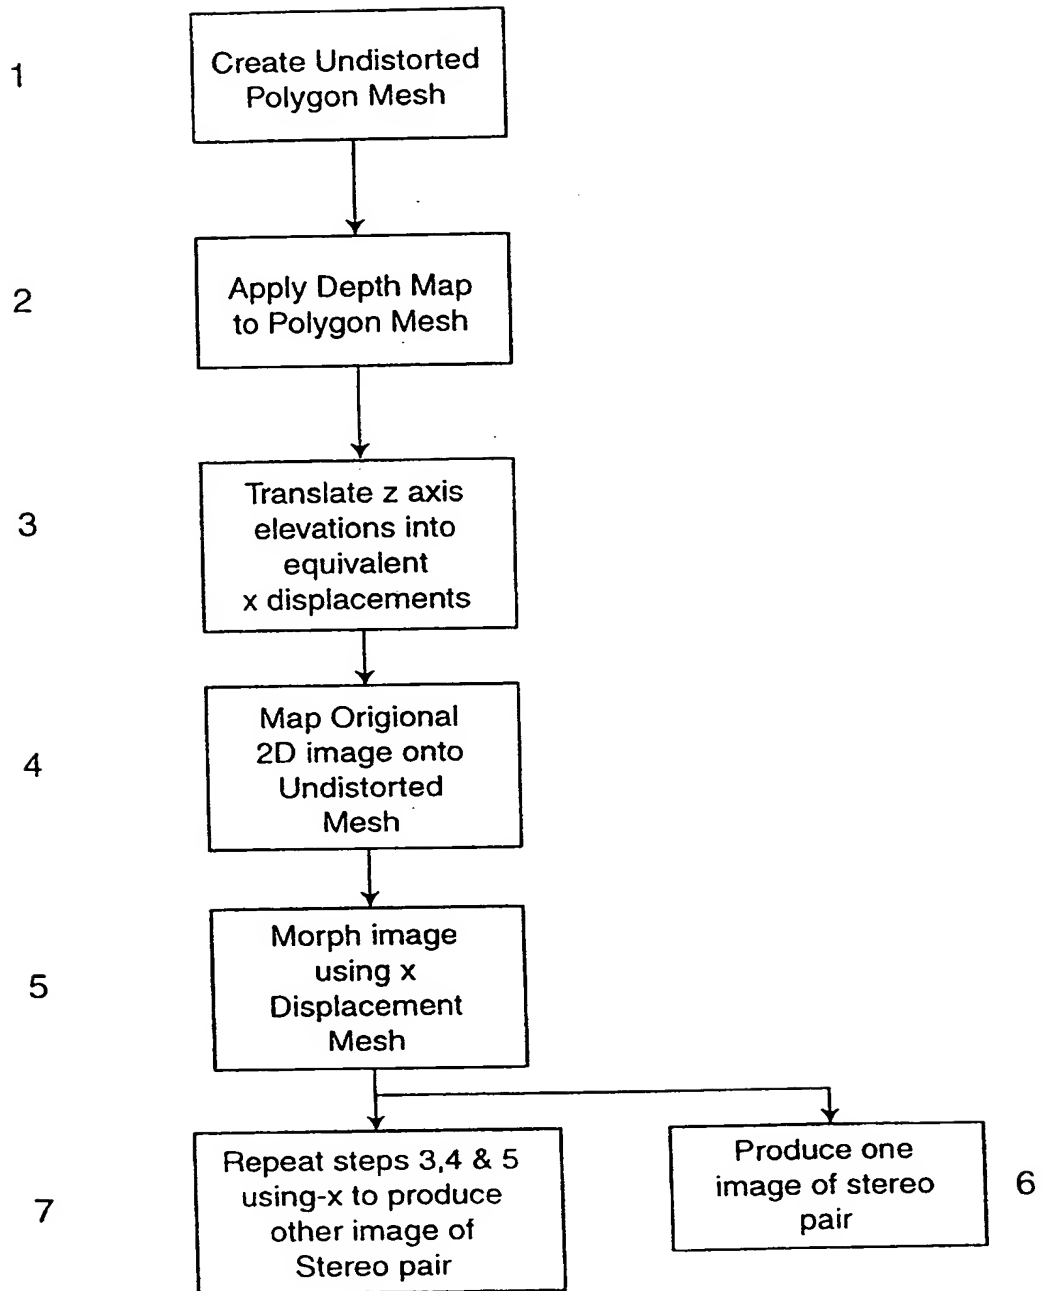 1
Create Undistorted
Polygon Mesh
2
Apply Depth Map
to Polygon Mesh
3
Translate z axis
elevations into
equivalent
x displacements
4
Map Origional
2D image onto
Undistorted
Mesh
5
Morph image
using x
Displacement
Mesh
7
Repeat steps 3,4 & 5
using-x to produce
other image of
Stereo pair
Produce one
image of stereo
pair
6